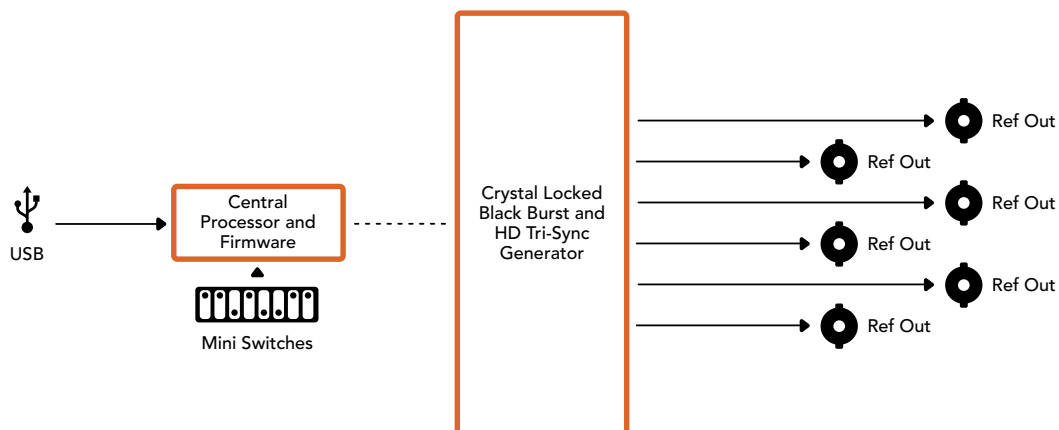 USB
Central
Processor and
Firmware
Mini Switches
Crystal Locked
Black Burst and
HD Tri-Sync
Generator
Ref Out
Ref Out
Ref Out
Ref Out
Ref Out
Ref Out